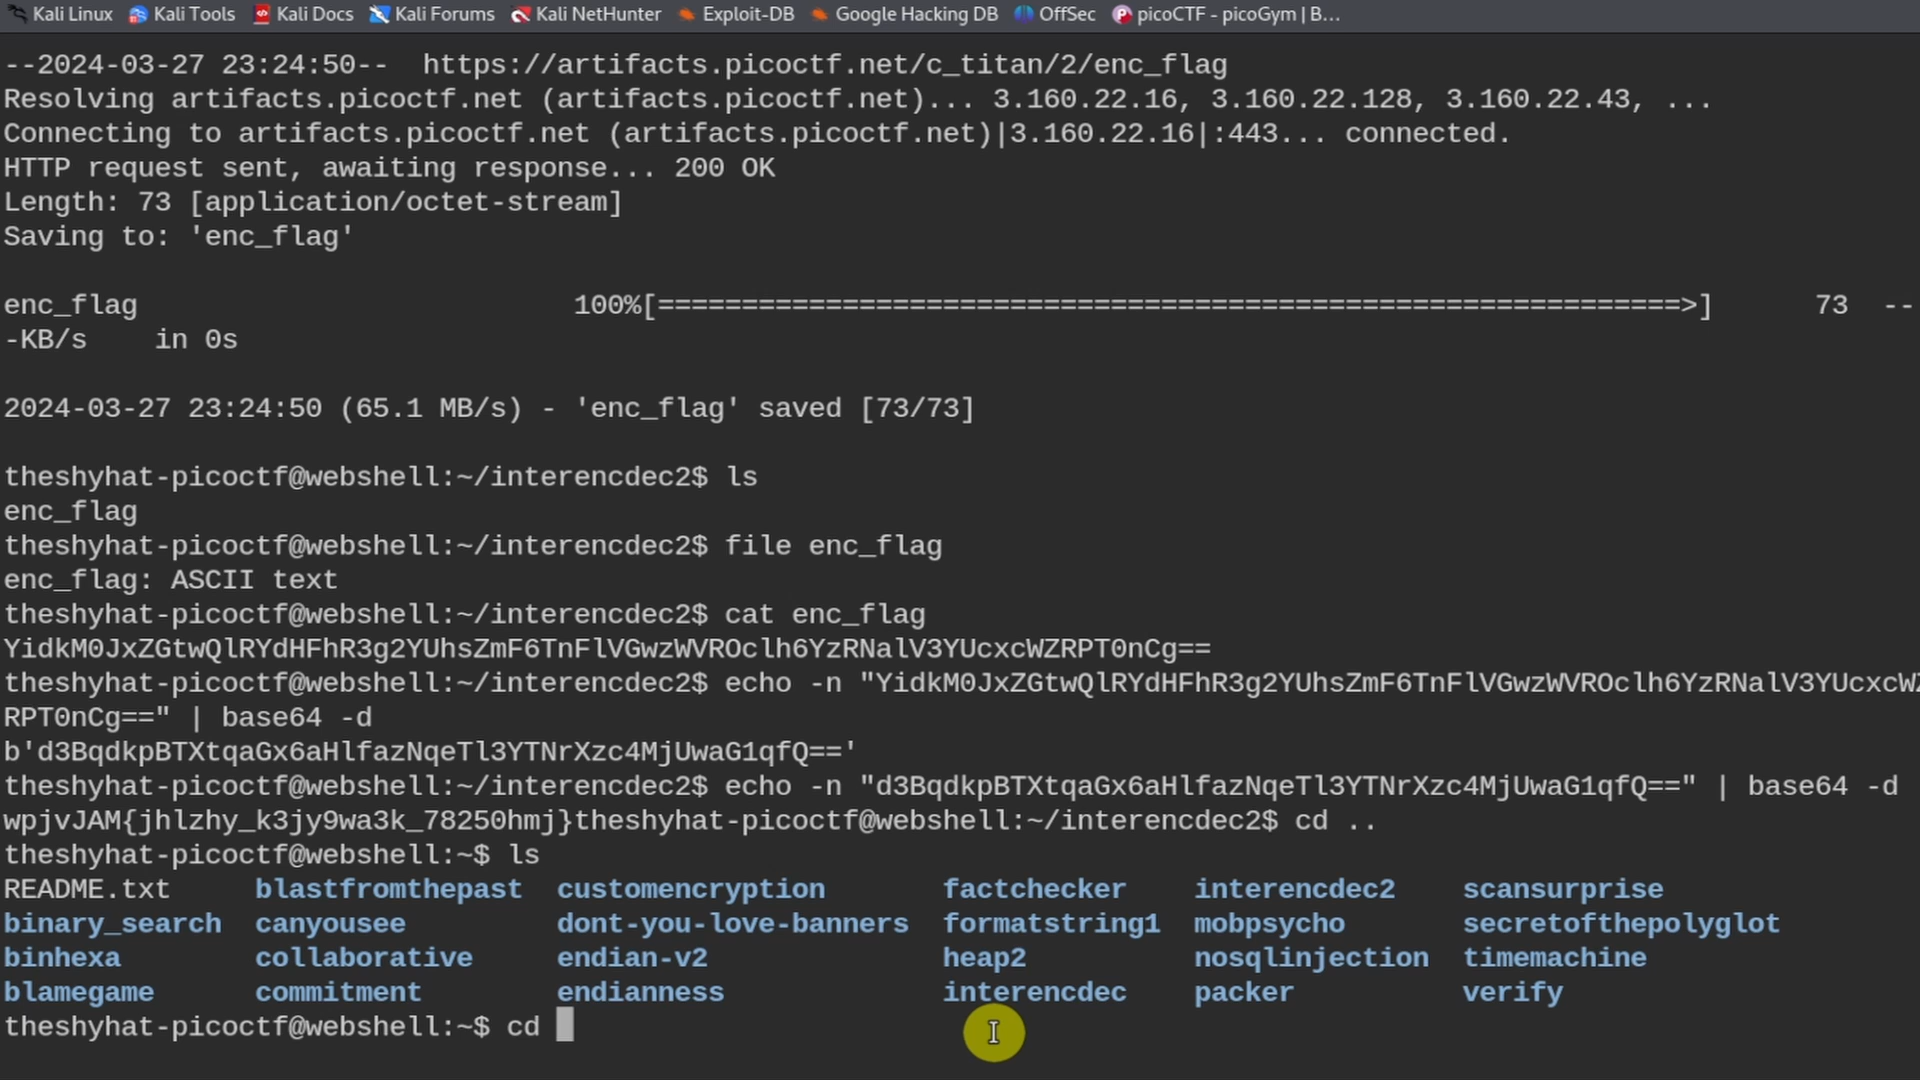 Kali Linux Kali Tools Kali Docs Kali Forums Kali NetHunter Exploit-DB Google Hacking DB OffSec picoCTF - picoGym | B...
--2024-03-27 23:24:50--  https://artifacts.picoctf.net/c_titan/2/enc_flag
Resolving artifacts.picoctf.net (artifacts.picoctf.net)... 3.160.22.16, 3.160.22.128, 3.160.22.43, ...
Connecting to artifacts.picoctf.net (artifacts.picoctf.net)|3.160.22.16|:443... connected.
HTTP request sent, awaiting response... 200 OK
Length: 73 [application/octet-stream]
Saving to: 'enc_flag'
enc_flag 100%[=============================================================>] 73 --
-KB/s    in 0s
2024-03-27 23:24:50 (65.1 MB/s) - 'enc_flag' saved [73/73]
theshyhat-picoctf@webshell:~/interencdec2$ ls
enc_flag
theshyhat-picoctf@webshell:~/interencdec2$ file enc_flag
enc_flag: ASCII text
theshyhat-picoctf@webshell:~/interencdec2$ cat enc_flag
YidkM0JxZGtwQlRYdHFhR3g2YUhsZmF6TnFlVGwzWVROclh6YzRNalV3YUcxcWZRPT0nCg==
theshyhat-picoctf@webshell:~/interencdec2$ echo -n "YidkM0JxZGtwQlRYdHFhR3g2YUhsZmF6TnFlVGwzWVROclh6YzRNalV3YUcxcWZ
RPT0nCg==" | base64 -d
b'd3BqdkpBTXtqaGx6aHlfazNqeTl3YTNrXzc4MjUwaG1qfQ=='
theshyhat-picoctf@webshell:~/interencdec2$ echo -n "d3BqdkpBTXtqaGx6aHlfazNqeTl3YTNrXzc4MjUwaG1qfQ==" | base64 -d
wpjvJAM{jhlzhy_k3jy9wa3k_78250hmj}theshyhat-picoctf@webshell:~/interencdec2$ cd ..
theshyhat-picoctf@webshell:~$ ls
README.txt blastfromthepast customencryption factchecker interencdec2 scansurprise
binary_search canyousee dont-you-love-banners formatstring1 mobpsycho secretofthepolyglot
binhexa collaborative endian-v2 heap2 nosqlinjection timemachine
blamegame commitment endianness interencdec packer verify
theshyhat-picoctf@webshell:~$ cd